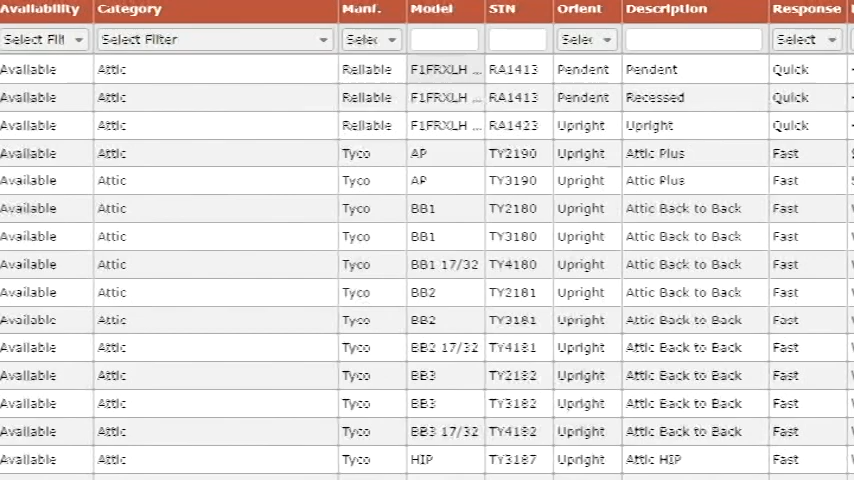 Availability Category Manf. Model SIN Orient Description Response
Select Filt Select Filter Selec Selec Select
Available Attic Reliable F1FRXLH ... RA1413 Pendent Pendent Quick
Available Attic Reliable F1FRXLH ... RA1413 Pendent Recessed Quick
Available Attic Reliable F1FRXLH ... RA1423 Upright Upright Quick
Available Attic Tyco AP TY2190 Upright Attic Plus Fast
Available Attic Tyco AP TY3190 Upright Attic Plus Fast
Available Attic Tyco BB1 TY2180 Upright Attic Back to Back Fast
Available Attic Tyco BB1 TY3180 Upright Attic Back to Back Fast
Available Attic Tyco BB1 17/32 TY4180 Upright Attic Back to Back Fast
Available Attic Tyco BB2 TY2181 Upright Attic Back to Back Fast
Available Attic Tyco BB2 TY3181 Upright Attic Back to Back Fast
Available Attic Tyco BB2 17/32 TY4181 Upright Attic Back to Back Fast
Available Attic Tyco BB3 TY2182 Upright Attic Back to Back Fast
Available Attic Tyco BB3 TY3182 Upright Attic Back to Back Fast
Available Attic Tyco BB3 17/32 TY4182 Upright Attic Back to Back Fast
Available Attic Tyco HIP TY3187 Upright Attic HIP Fast